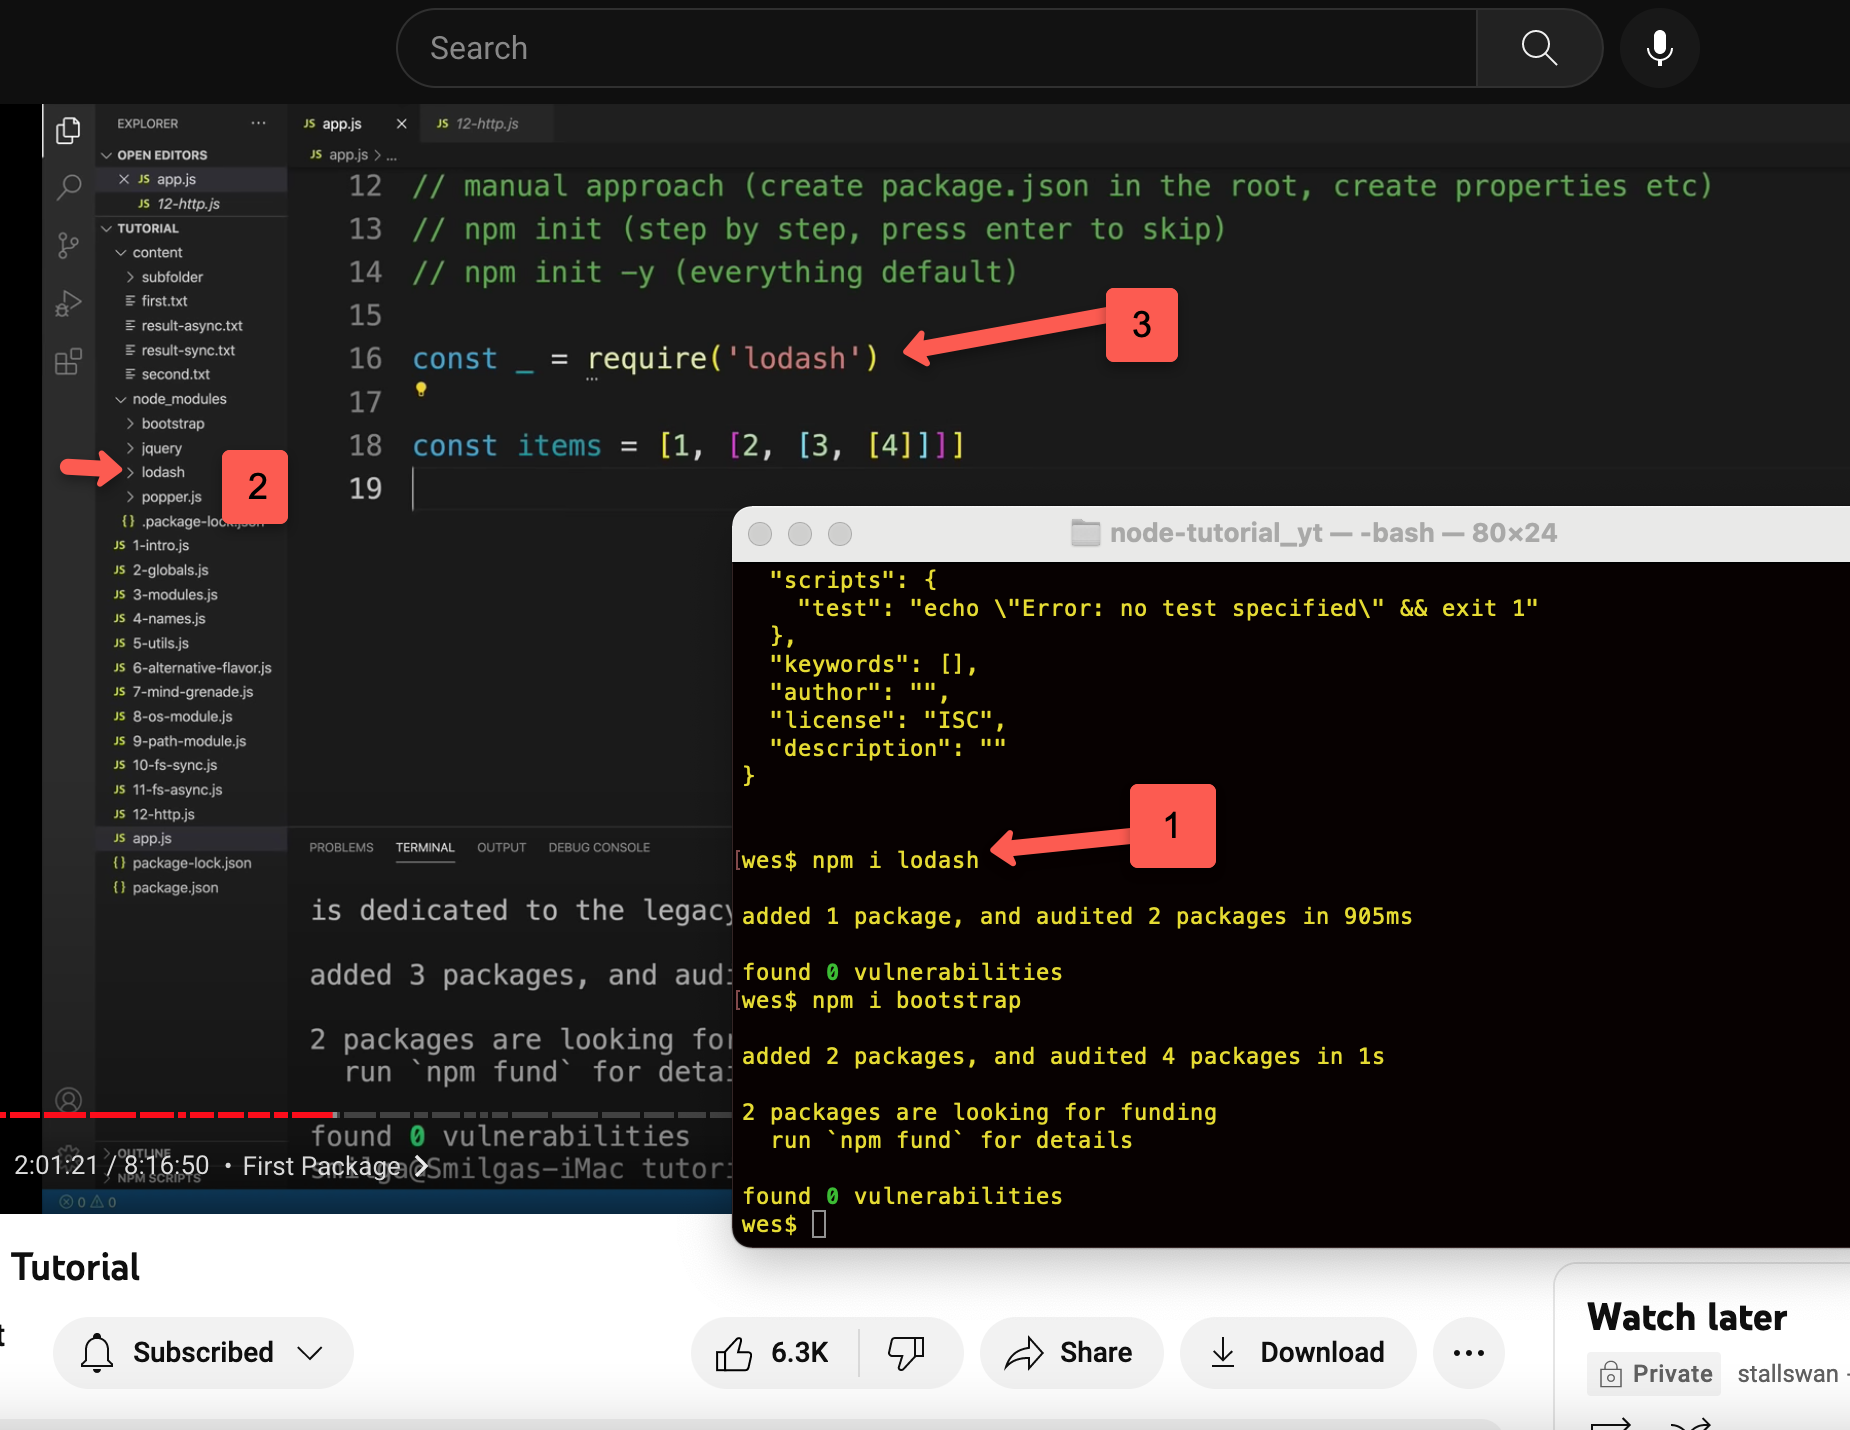 Search
EXPLORER
OPEN EDITORS
JS app.js
JS 12-http.js
TUTORIAL
content
subfolder
first.txt
result-async.txt
result-sync.txt
second.txt
node_modules
bootstrap
jquery
lodash
2
popper.js
{} .package-lock.json
JS 1-intro.js
JS 2-globals.js
JS 3-modules.js
JS 4-names.js
JS 5-utils.js
JS 6-alternative-flavor.js
JS 7-mind-grenade.js
JS 8-os-module.js
JS 9-path-module.js
JS 10-fs-sync.js
JS 11-fs-async.js
JS 12-http.js
JS app.js
{} package-lock.json
{} package.json
OUTLINE
NPM SCRIPTS
0 0
JS app.js
JS 12-http.js
JS app.js > ...
12 // manual approach (create package.json in the root, create properties etc)
13 // npm init (step by step, press enter to skip)
14 // npm init -y (everything default)
15
3
16 const _ = require('lodash')
17
18 const items = [1, [2, [3, [4]]]]
19
PROBLEMS TERMINAL OUTPUT DEBUG CONSOLE
is dedicated to the legacy
added 3 packages, and
2 packages are looking for
run `npm fund` for
found 0 vulnerabilities
smilga@Smilgas-iMac
2:01:21 / 8:16:50 • First Package
node-tutorial_yt — -bash — 80×24
"scripts": {
"test": "echo \"Error: no test specified\" && exit 1"
},
"keywords": [],
"author": "",
"license": "ISC",
"description": ""
}
1
[wes$ npm i lodash
added 1 package, and audited 2 packages in 905ms
found 0 vulnerabilities
[wes$ npm i bootstrap
added 2 packages, and audited 4 packages in 1s
2 packages are looking for funding
run `npm fund` for details
found 0 vulnerabilities
wes$
Tutorial
Subscribed
6.3K
Share
Download
Watch later
Private
stallswan -